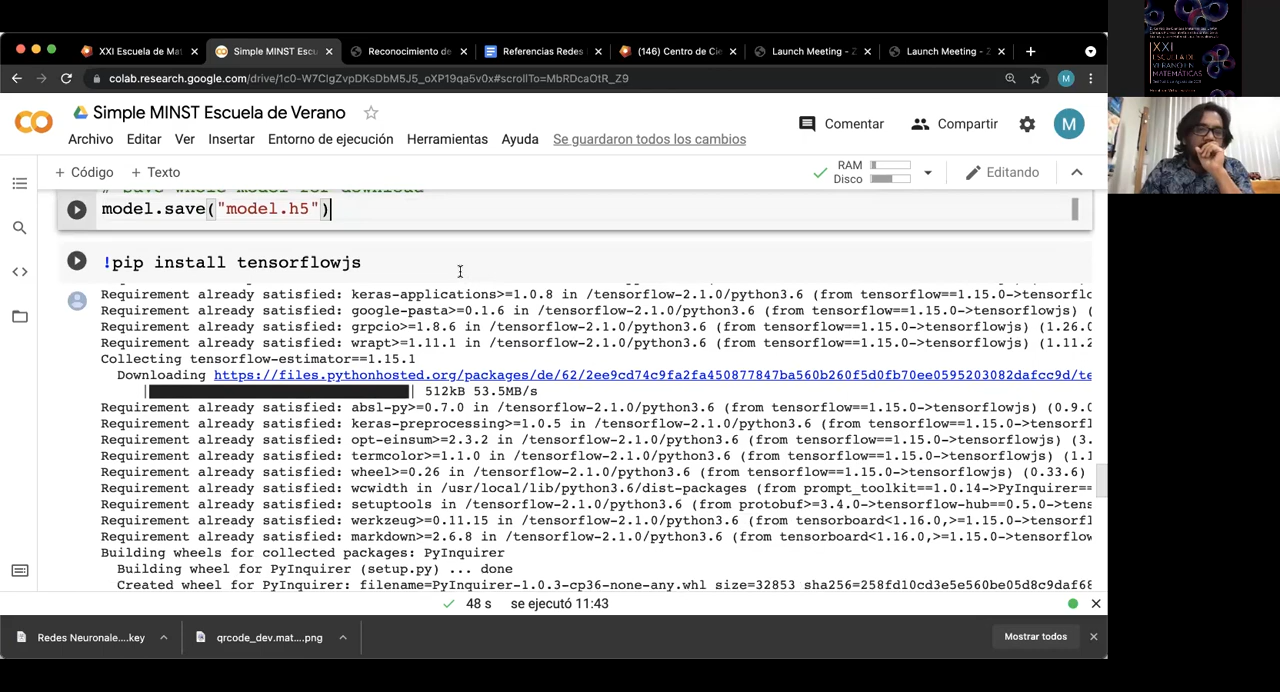 XXI Escuela de Mat
Simple MINST Escu
Reconocimiento de
Referencias Redes
(146) Centro de Cie
Launch Meeting - Z
Launch Meeting - Z
colab.research.google.com/drive/1c0-W7ClgZvpDKsDbM5J5_oXP19qa5v0x#scrollTo=MbRDcaOtR_Z9
M
Simple MINST Escuela de Verano
Comentar
Compartir
M
Archivo Editar Ver Insertar Entorno de ejecución Herramientas Ayuda Se guardaron todos los cambios
+ Código + Texto
RAM
Disco
Editando
# Save whole model for download
model.save("model.h5")
!pip install tensorflowjs
Requirement already satisfied: keras-applications>=1.0.8 in /tensorflow-2.1.0/python3.6 (from tensorflow==1.15.0->tensorflowjs) (1
Requirement already satisfied: google-pasta>=0.1.6 in /tensorflow-2.1.0/python3.6 (from tensorflow==1.15.0->tensorflowjs) (0.2.0)
Requirement already satisfied: grpcio>=1.8.6 in /tensorflow-2.1.0/python3.6 (from tensorflow==1.15.0->tensorflowjs) (1.26.0
Requirement already satisfied: wrapt>=1.11.1 in /tensorflow-2.1.0/python3.6 (from tensorflow==1.15.0->tensorflowjs) (1.11.2
Collecting tensorflow-estimator==1.15.1
Downloading https://files.pythonhosted.org/packages/de/62/2ee9cd74c9fa2fa450877847ba560b260f5d0fb70ee0595203082dafcc9d/te
512kB 53.5MB/s
Requirement already satisfied: absl-py>=0.7.0 in /tensorflow-2.1.0/python3.6 (from tensorflow==1.15.0->tensorflowjs) (0.9.0
Requirement already satisfied: keras-preprocessing>=1.0.5 in /tensorflow-2.1.0/python3.6 (from tensorflow==1.15.0->tensorfl
Requirement already satisfied: opt-einsum>=2.3.2 in /tensorflow-2.1.0/python3.6 (from tensorflow==1.15.0->tensorflowjs) (3.
Requirement already satisfied: termcolor>=1.1.0 in /tensorflow-2.1.0/python3.6 (from tensorflow==1.15.0->tensorflowjs) (1.1
Requirement already satisfied: wheel>=0.26 in /tensorflow-2.1.0/python3.6 (from tensorflow==1.15.0->tensorflowjs) (0.33.6)
Requirement already satisfied: wcwidth in /usr/local/lib/python3.6/dist-packages (from prompt_toolkit==1.0.14->PyInquirer==
Requirement already satisfied: setuptools in /tensorflow-2.1.0/python3.6 (from protobuf>=3.4.0->tensorflow-hub==0.5.0->tens
Requirement already satisfied: werkzeug>=0.11.15 in /tensorflow-2.1.0/python3.6 (from tensorboard<1.16.0,>=1.15.0->tensorfl
Requirement already satisfied: markdown>=2.6.8 in /tensorflow-2.1.0/python3.6 (from tensorboard<1.16.0,>=1.15.0->tensorflow
Building wheels for collected packages: PyInquirer
Building wheel for PyInquirer (setup.py) ... done
Created wheel for PyInquirer: filename=PyInquirer-1.0.3-cp36-none-any.whl size=32853 sha256=258fd10cd3e5e560be05d8c9daf68
48 s se ejecutó 11:43
Redes Neuronale....key
qrcode_dev.mat....png
Mostrar todos
XXI
ESCUELA
DE
VERANO EN
MATEMÁTICAS